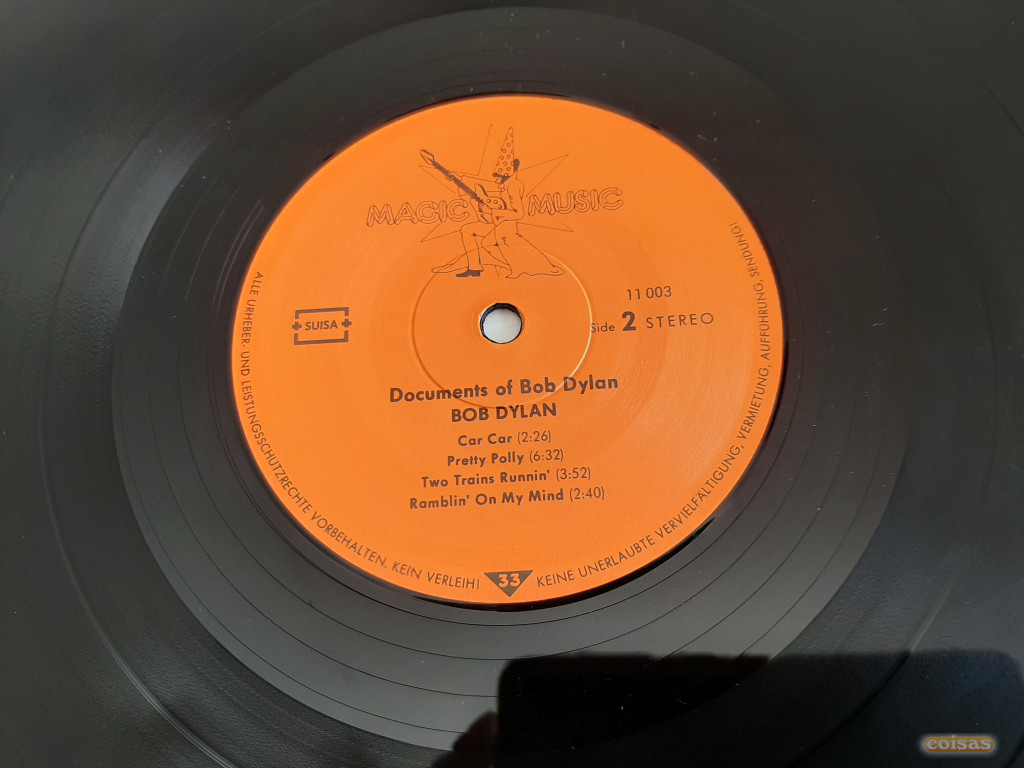 MAGIC MUSIC
SUISA
11 003
Side 2 STEREO
Documents of Bob Dylan
BOB DYLAN
Car Car (2:26)
Pretty Polly (6:32)
Two Trains Runnin' (3:52)
Ramblin' On My Mind (2:40)
ALLE URHEBER- UND LEISTUNGSSCHUTZRECHTE VORBEHALTEN. KEIN VERLEIH! 33 KEINE UNERLAUBTE VERVIELFÄLTIGUNG, VERMIETUNG, AUFFÜHRUNG, SENDUNG!
coisas